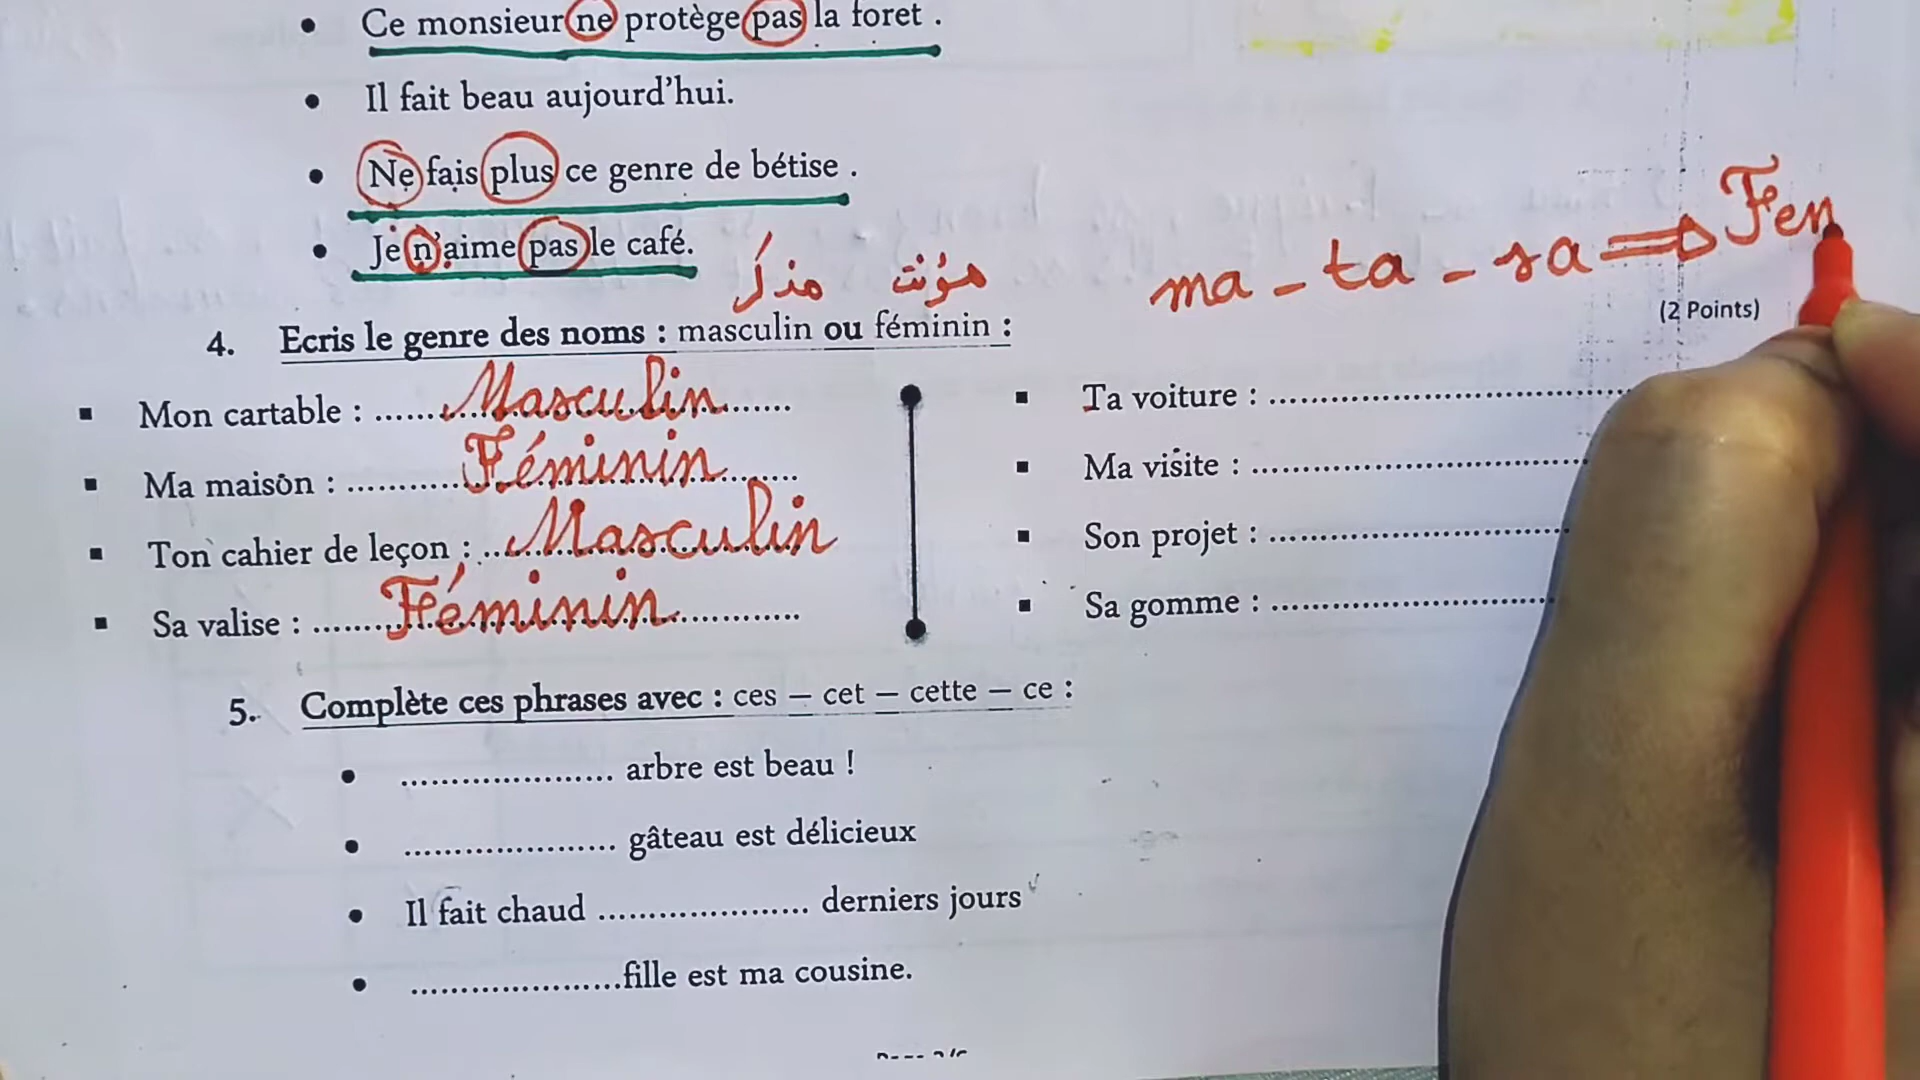 • Ce monsieur ne protège pas la foret .
• Il fait beau aujourd'hui.
• Ne fais plus ce genre de bétise .
• Je n'aime pas le café.
مذكر مؤنث
ma - ta - sa => Fem
(2 Points)
4. Ecris le genre des noms : masculin ou féminin :
▪ Mon cartable : ...... Masculin ......
▪ Ma maison : ...... Féminin ......
▪ Ton cahier de leçon : ... Masculin
▪ Sa valise : ...... Féminin ......
▪ Ta voiture : ......
▪ Ma visite : ......
▪ Son projet : ......
▪ Sa gomme : ......
5. Complète ces phrases avec : ces – cet – cette – ce :
• ...................... arbre est beau !
• ...................... gâteau est délicieux
• Il fait chaud ...................... derniers jours
• ......................fille est ma cousine.